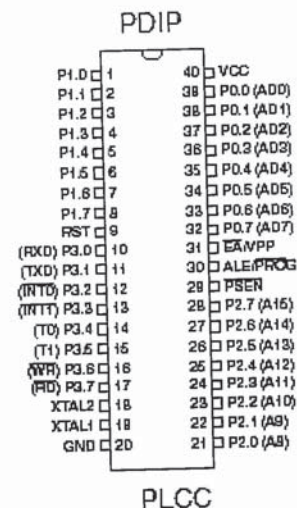 PDIP
P1.0 1 40 VCC
P1.1 2 39 P0.0 (AD0)
P1.2 3 38 P0.1 (AD1)
P1.3 4 37 P0.2 (AD2)
P1.4 5 36 P0.3 (AD3)
P1.5 6 35 P0.4 (AD4)
P1.6 7 34 P0.5 (AD5)
P1.7 8 33 P0.6 (AD6)
RST 9 32 P0.7 (AD7)
(RXD) P3.0 10 31 EA/VPP
(TXD) P3.1 11 30 ALE/PROG
(INT0) P3.2 12 29 PSEN
(INT1) P3.3 13 28 P2.7 (A15)
(T0) P3.4 14 27 P2.6 (A14)
(T1) P3.5 15 26 P2.5 (A13)
(WR) P3.6 16 25 P2.4 (A12)
(RD) P3.7 17 24 P2.3 (A11)
XTAL2 18 23 P2.2 (A10)
XTAL1 19 22 P2.1 (A9)
GND 20 21 P2.0 (A8)
PLCC